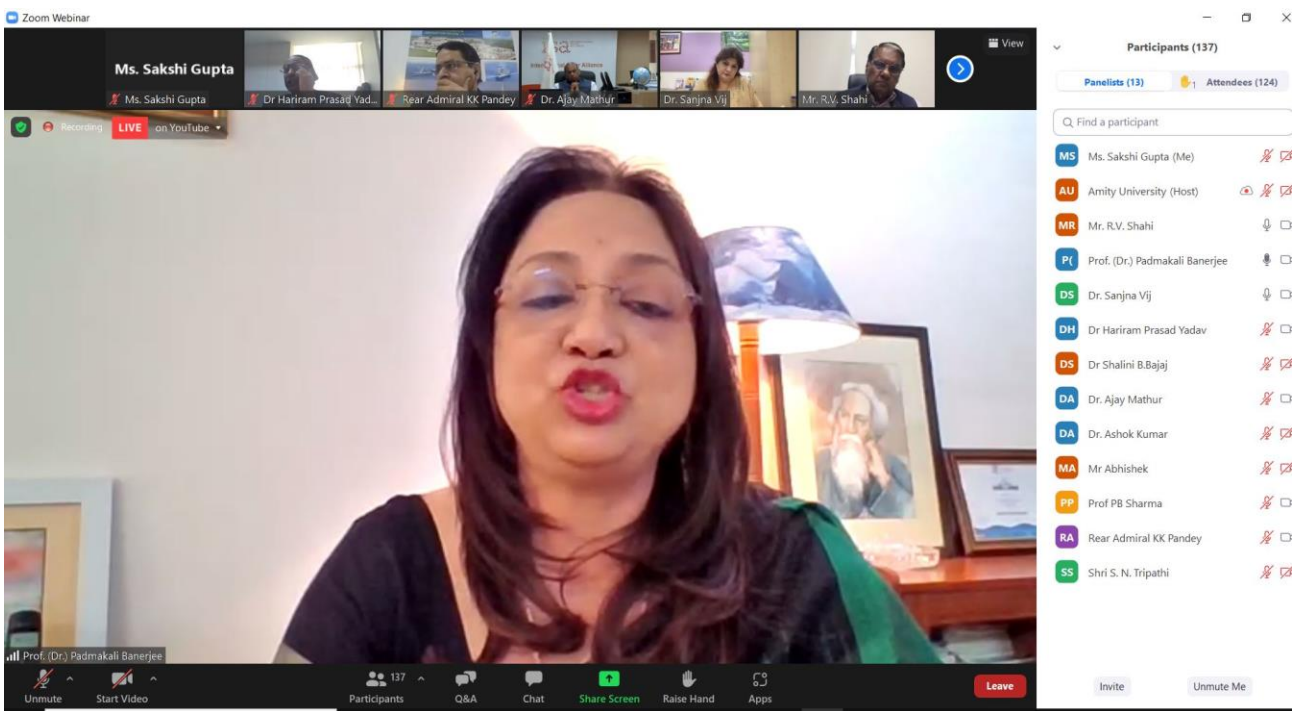 Zoom Webinar
Ms. Sakshi Gupta
Ms. Sakshi Gupta
Dr Hariram Prasad Yad...
Rear Admiral KK Pandey
Dr. Ajay Mathur
Dr. Sanjna Vij
Mr. R.V. Shahi
View
Recording
LIVE on YouTube
Prof. (Dr.) Padmakali Banerjee
Unmute
Start Video
137
Participants
Q&A
Chat
Share Screen
Raise Hand
Apps
Leave
Participants (137)
Panelists (13)
1 Attendees (124)
Find a participant
MS Ms. Sakshi Gupta (Me)
AU Amity University (Host)
MR Mr. R.V. Shahi
P( Prof. (Dr.) Padmakali Banerjee
DS Dr. Sanjna Vij
DH Dr Hariram Prasad Yadav
DS Dr Shalini B.Bajaj
DA Dr. Ajay Mathur
DA Dr. Ashok Kumar
MA Mr Abhishek
PP Prof PB Sharma
RA Rear Admiral KK Pandey
SS Shri S. N. Tripathi
Invite
Unmute Me